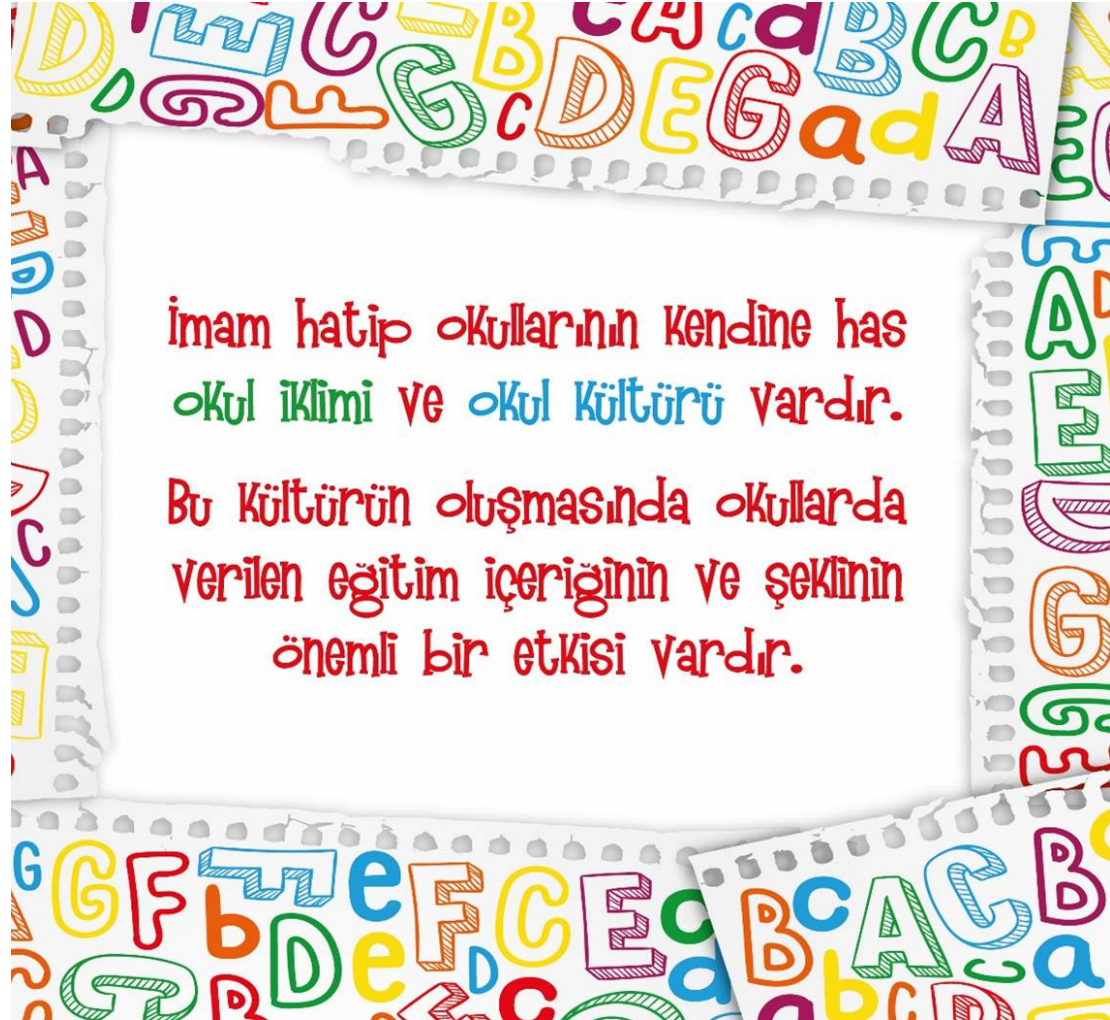 İmam hatip okullarının kendine has
okul iklimi ve okul kültürü vardır.
Bu kültürün oluşmasında okullarda
verilen eğitim içeriğinin ve şeklinin
önemli bir etkisi vardır.